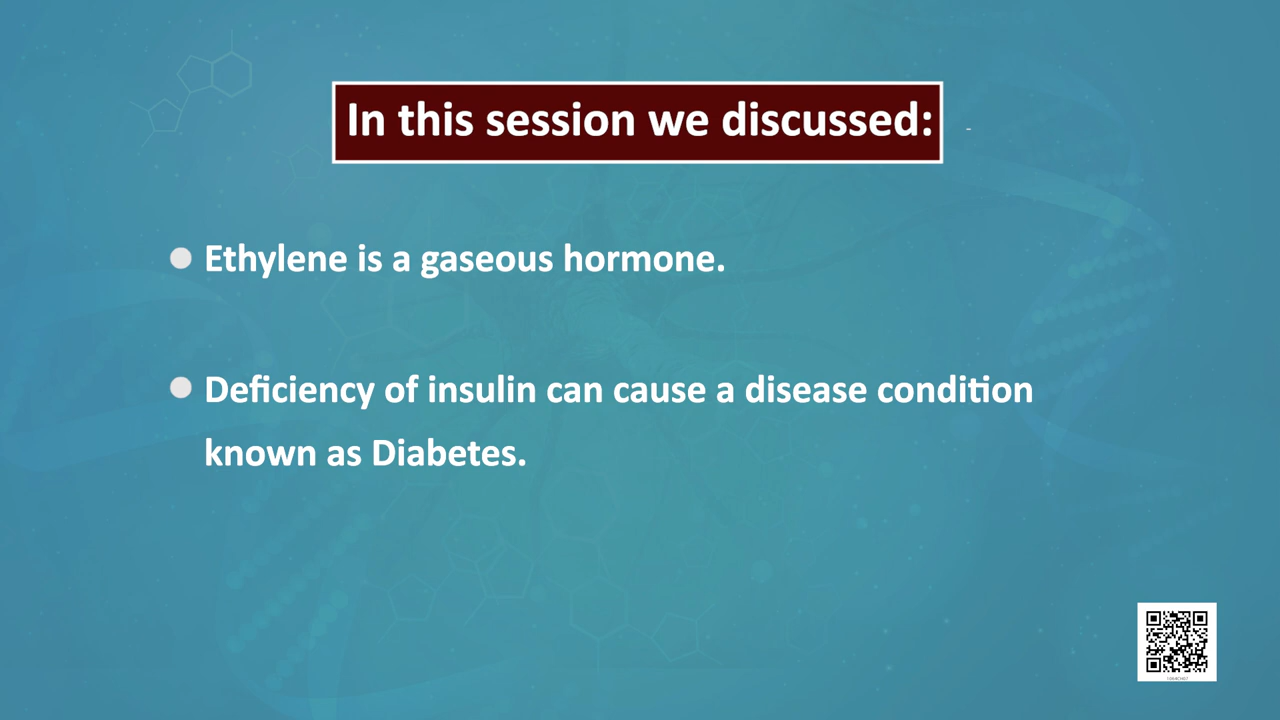 In this session we discussed:
Ethylene is a gaseous hormone.
Deficiency of insulin can cause a disease condition
known as Diabetes.